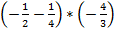 (-1/2 - 1/4) * (-4/3)